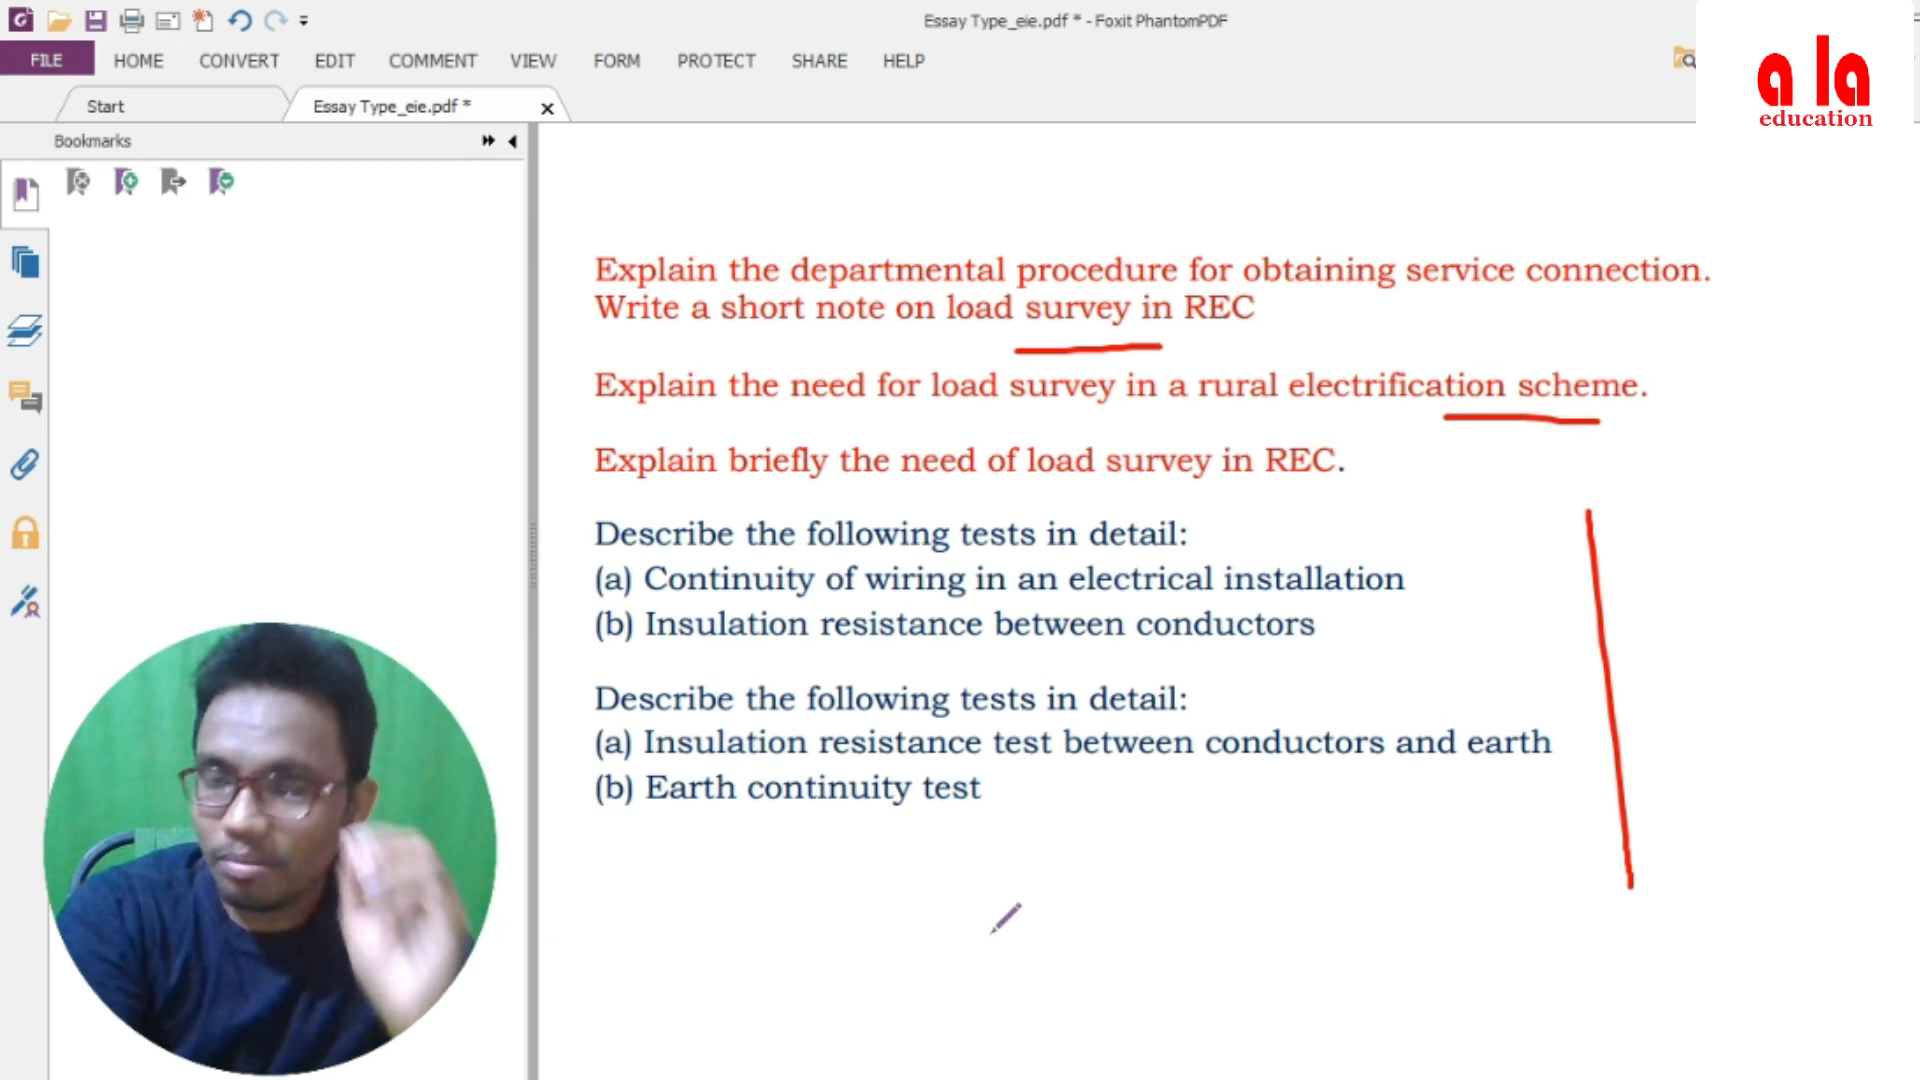 Essay Type_eie.pdf * - Foxit PhantomPDF
FILE HOME CONVERT EDIT COMMENT VIEW FORM PROTECT SHARE HELP
a la
education
Start
Essay Type_eie.pdf *
Bookmarks
Explain the departmental procedure for obtaining service connection.
Write a short note on load survey in REC
Explain the need for load survey in a rural electrification scheme.
Explain briefly the need of load survey in REC.
Describe the following tests in detail:
(a) Continuity of wiring in an electrical installation
(b) Insulation resistance between conductors
Describe the following tests in detail:
(a) Insulation resistance test between conductors and earth
(b) Earth continuity test